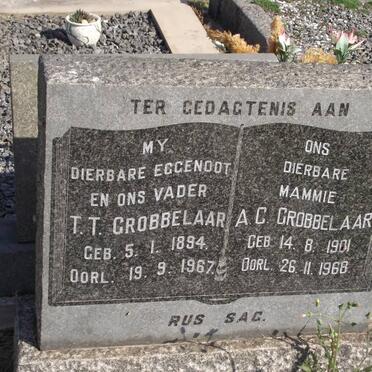 TER GEDAGTENIS AAN
MY
DIERBARE EGGENOOT
EN ONS VADER
T.T. GROBBELAAR
GEB. 5. 1. 1894.
OORL. 19. 9. 1967.
ONS
DIERBARE
MAMMIE
A.C. GROBBELAAR
GEB 14. 8. 1901
OORL. 26. 11. 1968
RUS SAG.